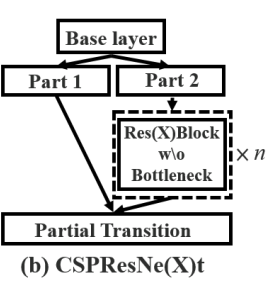 Base layer
Part 1
Part 2
Res(X)Block
w\o
Bottleneck
× n
Partial Transition
(b) CSPResNe(X)t